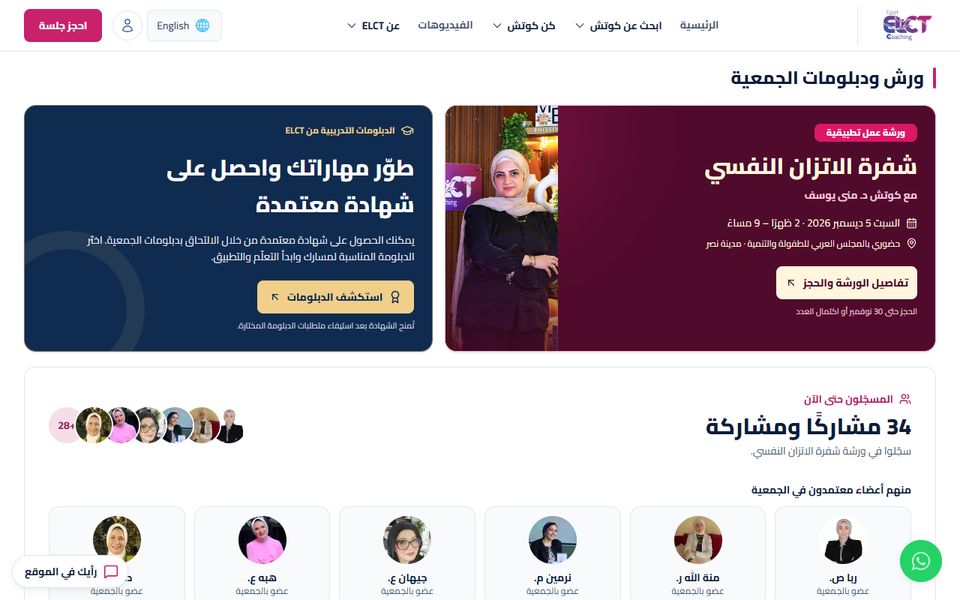 ELCT
Coaching
الرئيسية
ابحث عن كوتش
كن كوتش
الفيديوهات
عن ELCT
English
احجز جلسة
ورش ودبلومات الجمعية
ورشة عمل تطبيقية
شفرة الاتزان النفسي
مع كوتش د. منى يوسف
السبت 5 ديسمبر 2026 · 2 ظهرًا – 9 مساءً
حضوري بالمجلس العربي للطفولة والتنمية · مدينة نصر
تفاصيل الورشة والحجز
الحجز حتى 30 نوفمبر أو اكتمال العدد
الدبلومات التدريبية من ELCT
طوّر مهاراتك واحصل على
شهادة معتمدة
يمكنك الحصول على شهادة معتمدة من خلال الالتحاق بدبلومات الجمعية. اختَر
الدبلومة المناسبة لمسارك وابدأ التعلّم والتطبيق.
استكشف الدبلومات
تُمنح الشهادة بعد استيفاء متطلبات الدبلومة المختارة.
المسجّلون حتى الآن
34 مشاركًا ومشاركة
سجّلوا في ورشة شفرة الاتزان النفسي.
28+
منهم أعضاء معتمدون في الجمعية
ربا ص.
عضو بالجمعية
منة الله ر.
عضو بالجمعية
نرمين م.
عضو بالجمعية
جيهان ع.
عضو بالجمعية
هبه ع.
عضو بالجمعية
عضو بالجمعية
رأيك في الموقع